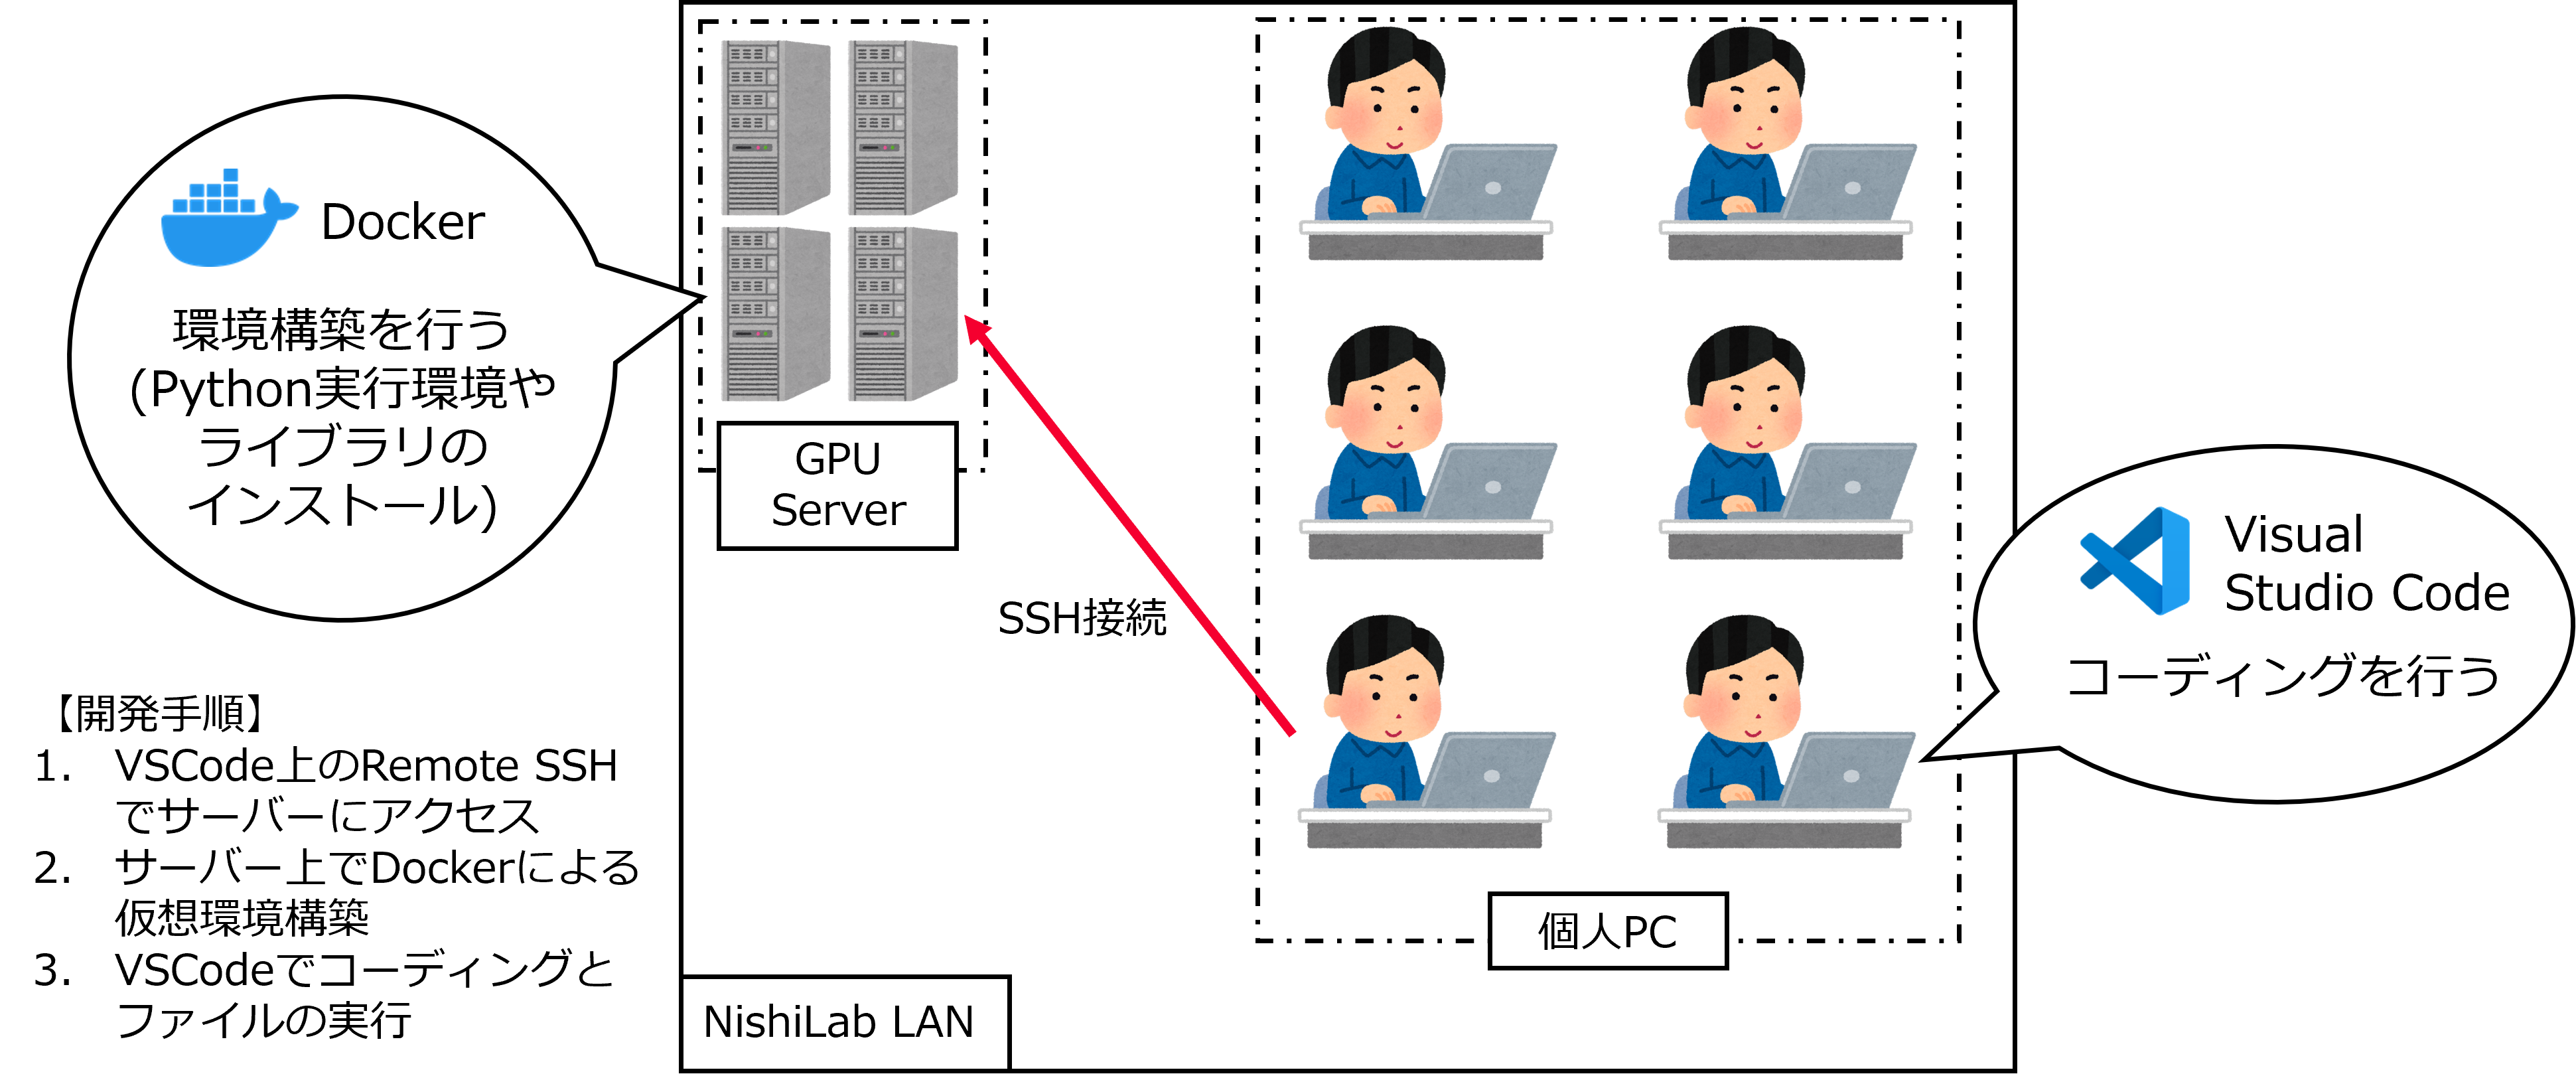 Docker
環境構築を行う
(Python実行環境や
ライブラリの
インストール)
GPU
Server
SSH接続
Visual
Studio Code
コーディングを行う
【開発手順】
1. VSCode上のRemote SSH
でサーバーにアクセス
2. サーバー上でDockerによる
仮想環境構築
3. VSCodeでコーディングと
ファイルの実行
個人PC
NishiLab LAN